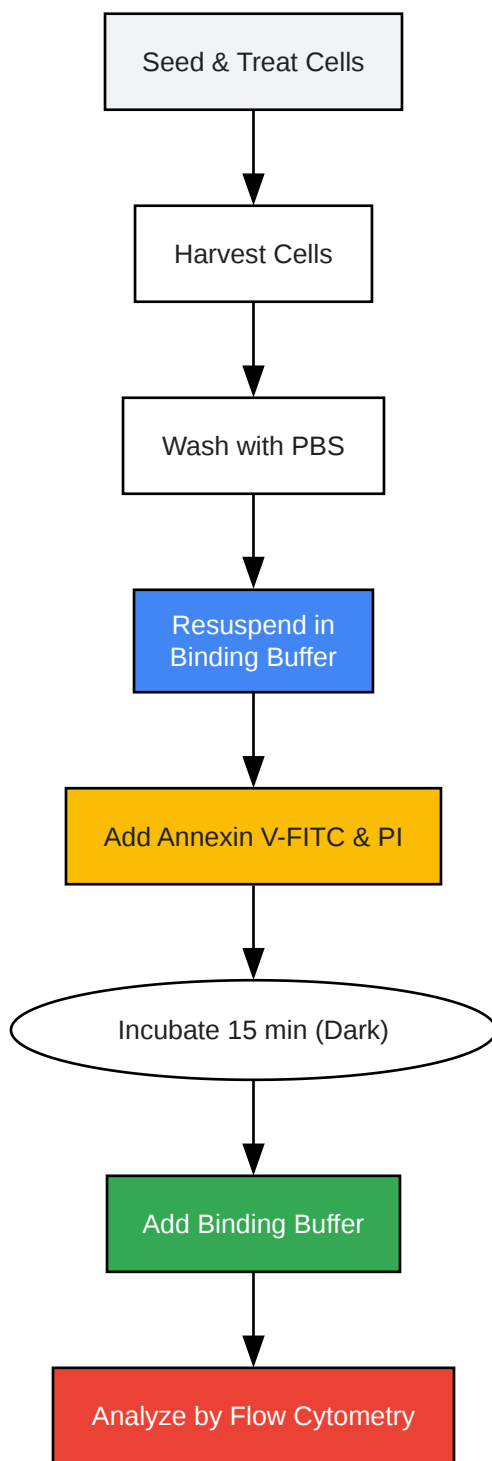 Seed & Treat Cells
Harvest Cells
Wash with PBS
Resuspend in
Binding Buffer
Add Annexin V-FITC & PI
Incubate 15 min (Dark)
Add Binding Buffer
Analyze by Flow Cytometry